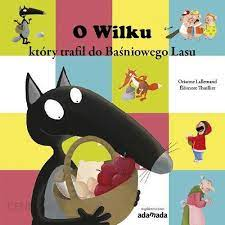 O Wilku
który trafił do Baśniowego Lasu
Orianne Lallemand
Éléonore Thuillier
adamada